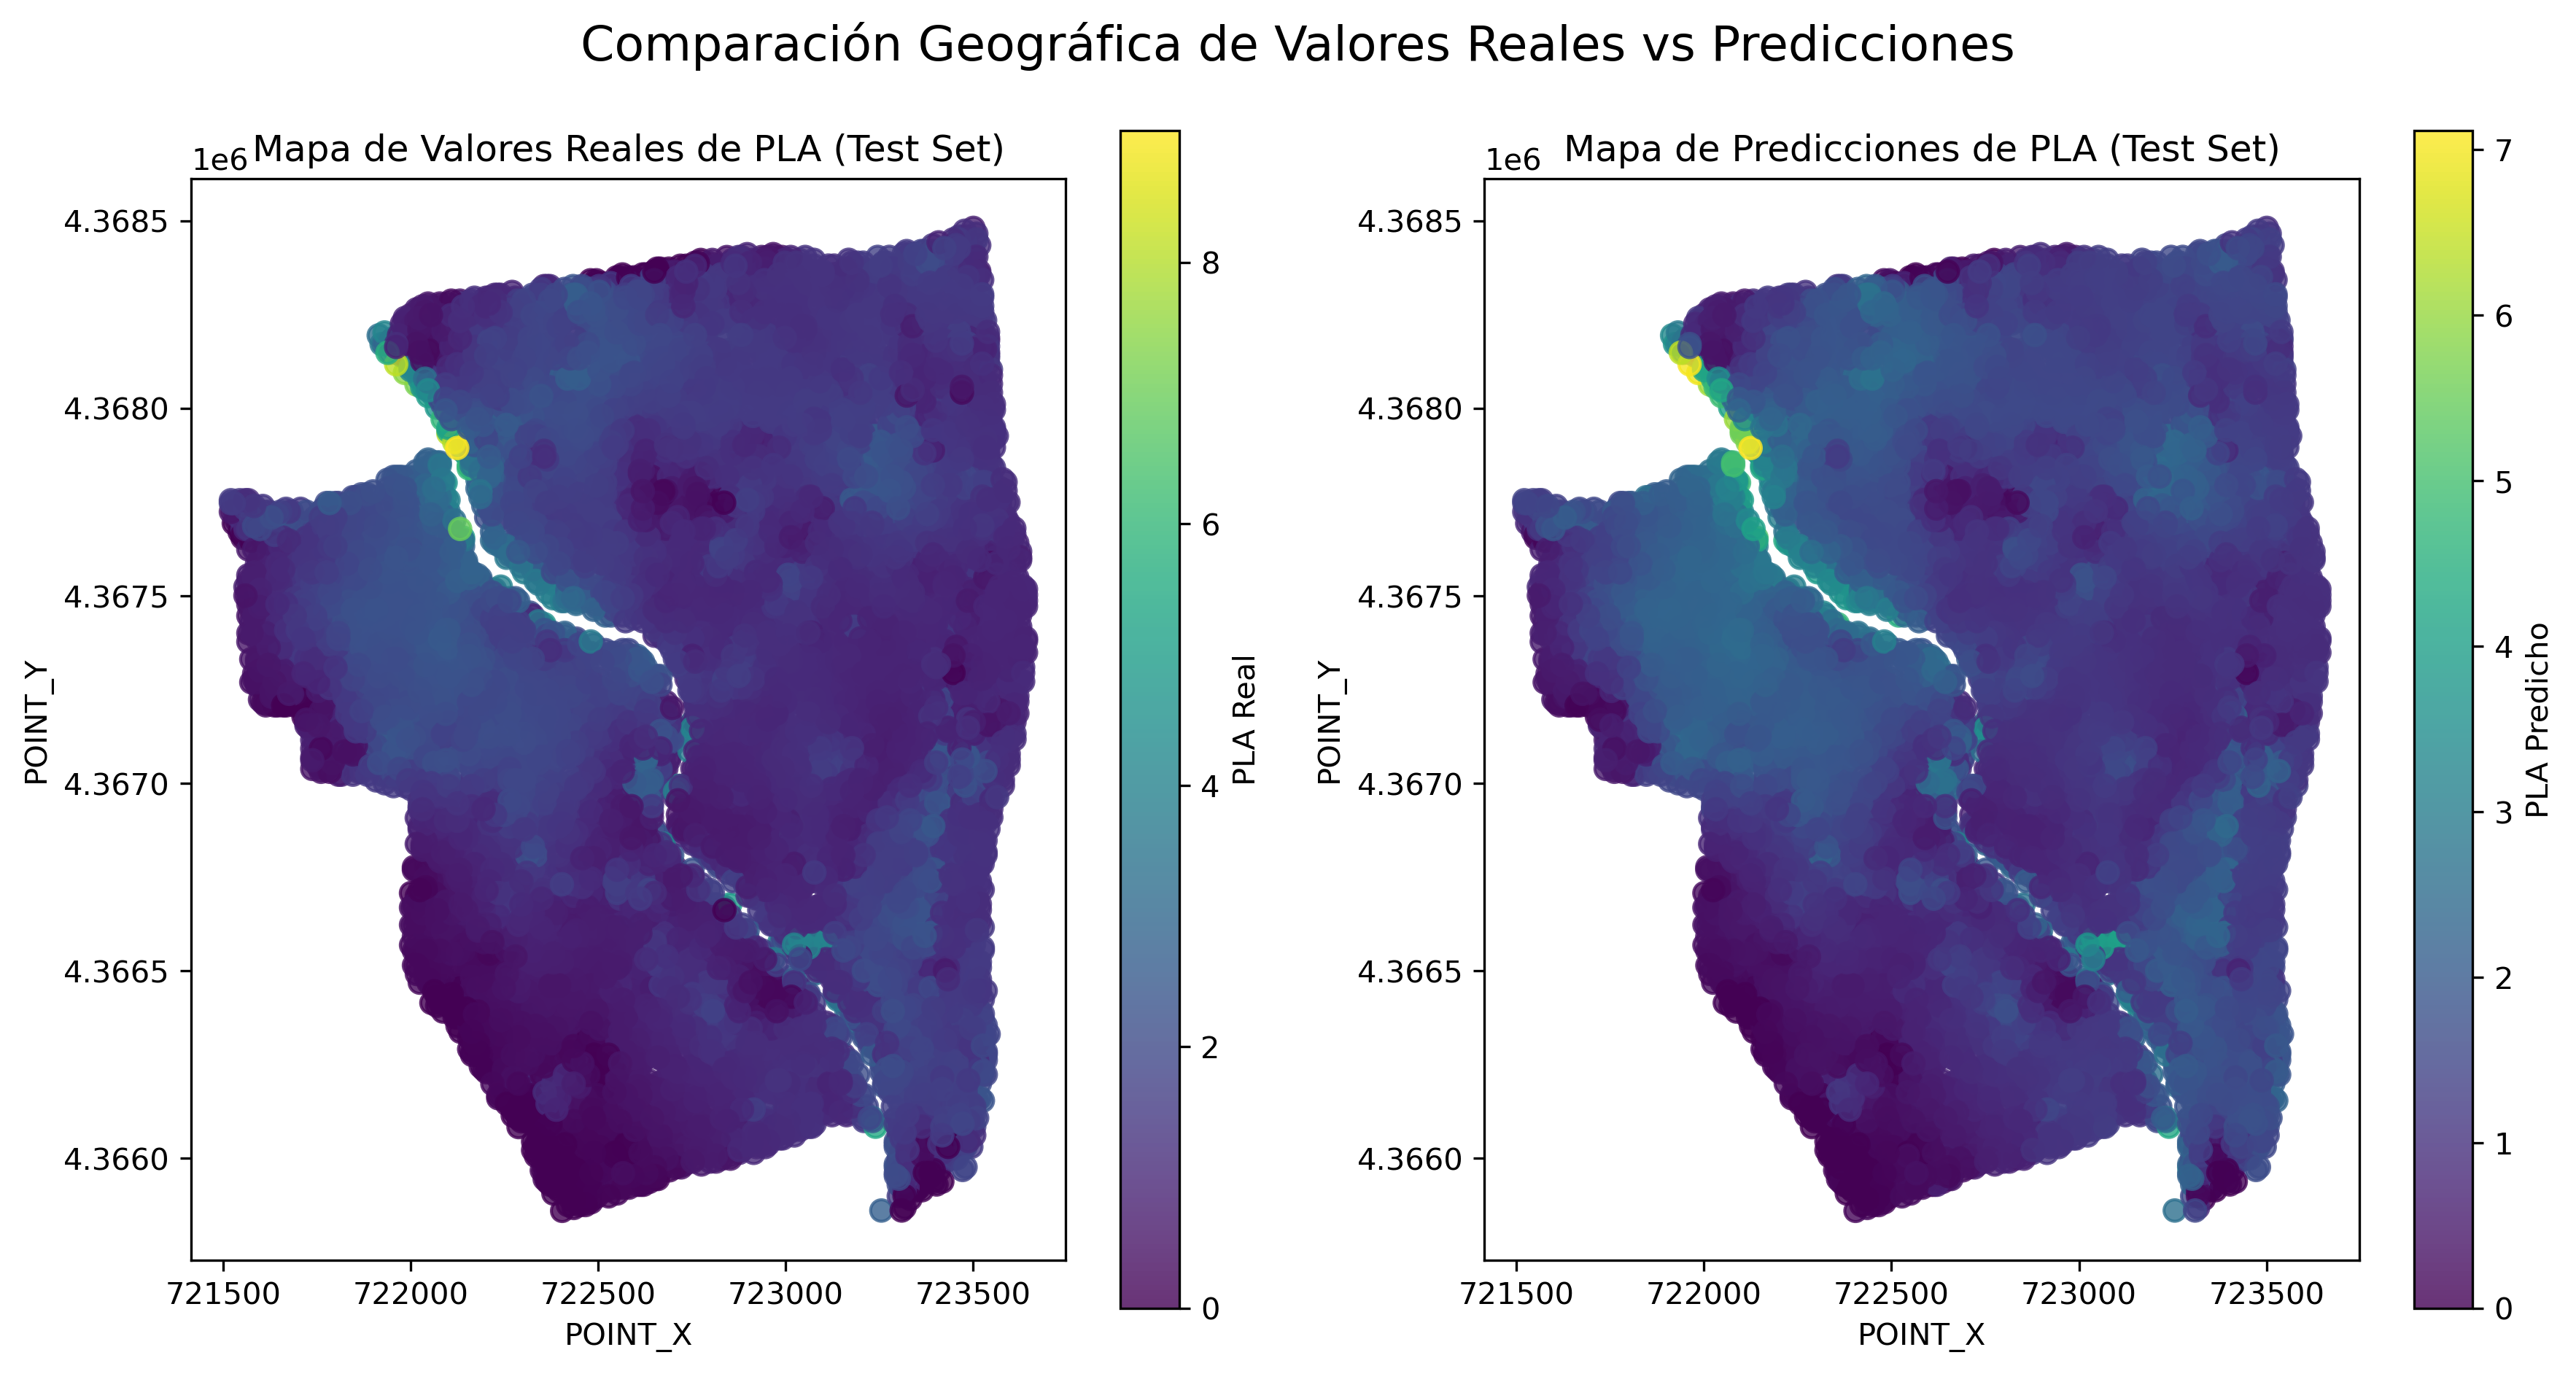 Comparación Geográfica de Valores Reales vs Predicciones
1e6 Mapa de Valores Reales de PLA (Test Set)
4.3685
4.3680
4.3675
4.3670
4.3665
4.3660
POINT_Y
721500 722000 722500 723000 723500
POINT_X
8
6
4
2
0
PLA Real
1e6 Mapa de Predicciones de PLA (Test Set)
4.3685
4.3680
4.3675
4.3670
4.3665
4.3660
POINT_Y
721500 722000 722500 723000 723500
POINT_X
7
6
5
4
3
2
1
0
PLA Predicho